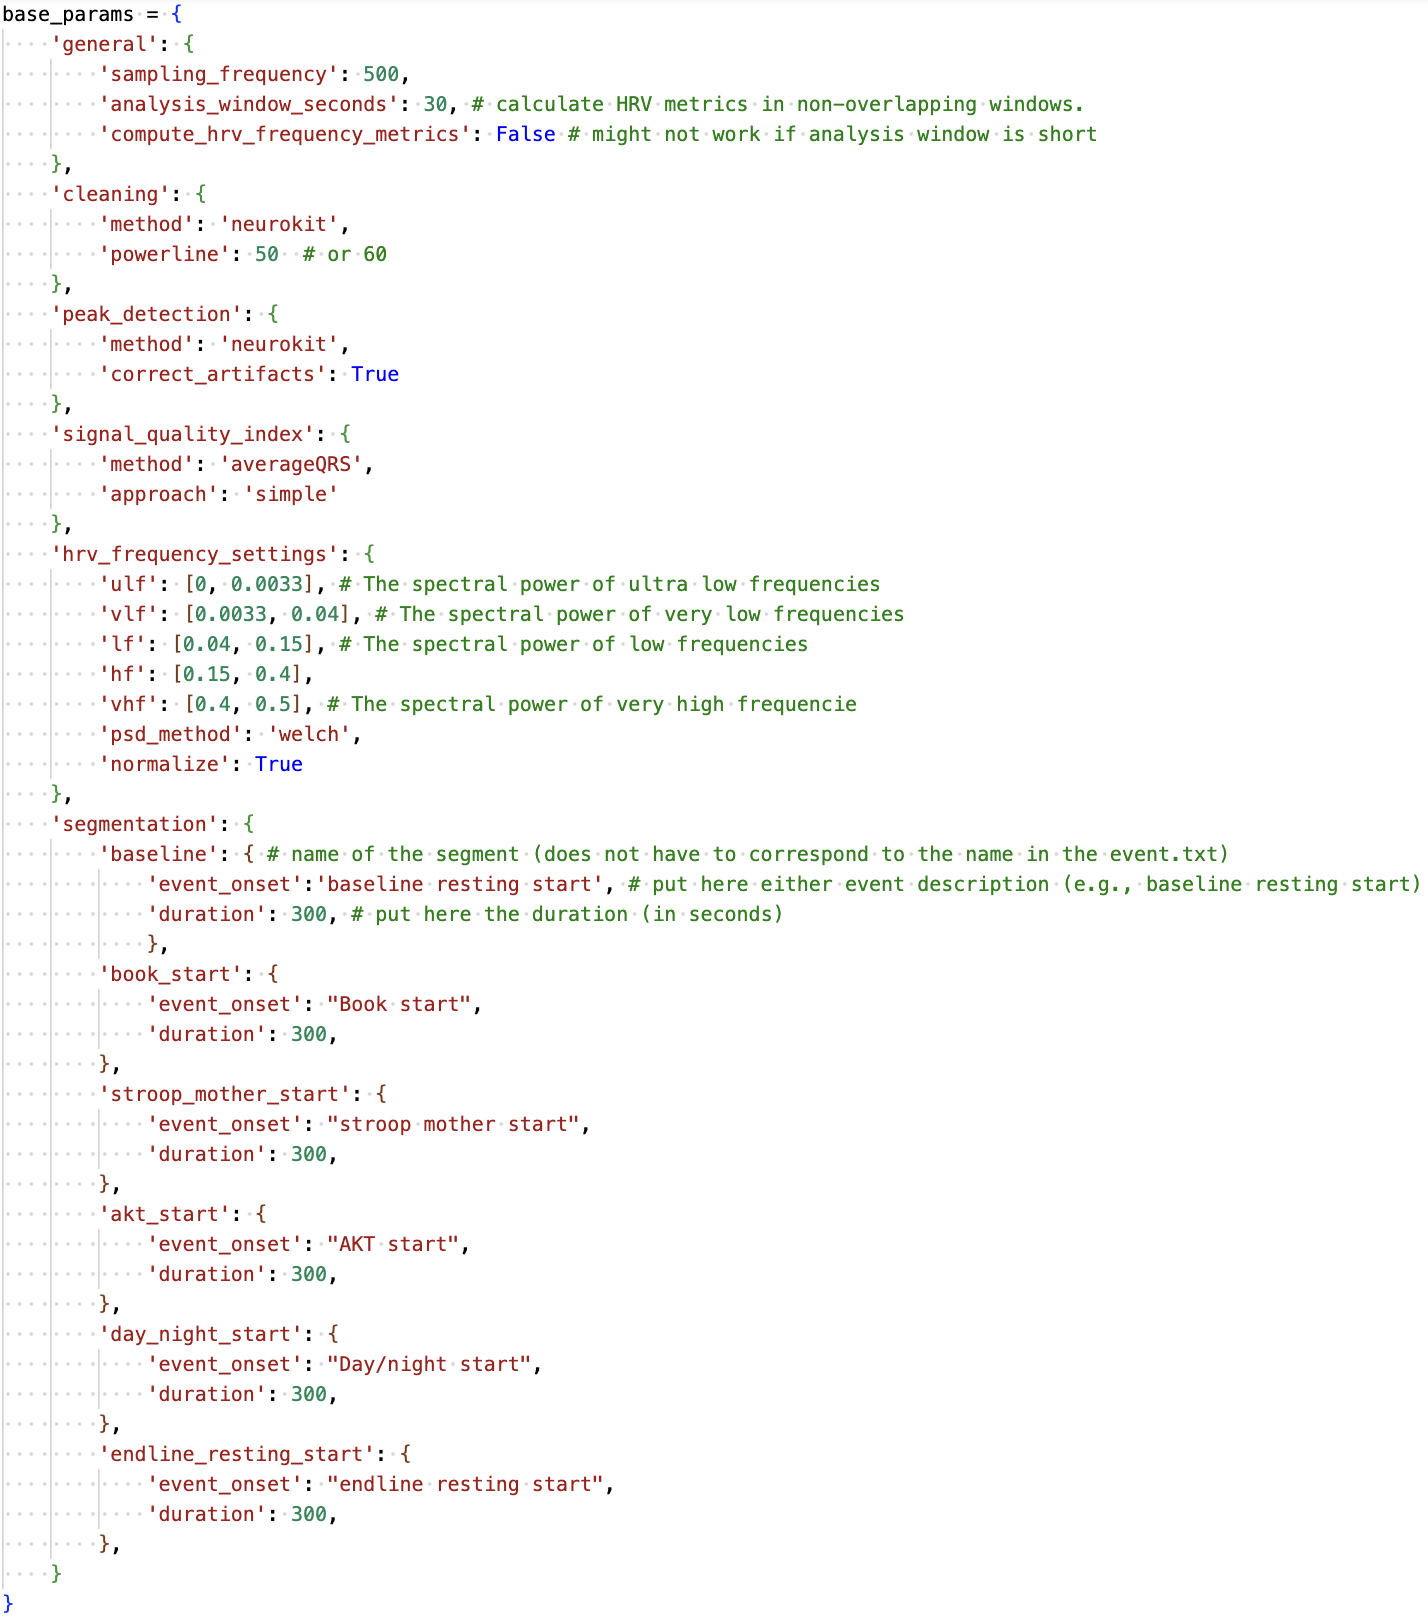 base_params = {
    'general': {
        'sampling_frequency': 500,
        'analysis_window_seconds': 30, # calculate HRV metrics in non-overlapping windows.
        'compute_hrv_frequency_metrics': False # might not work if analysis window is short
    },
    'cleaning': {
        'method': 'neurokit',
        'powerline': 50  # or 60
    },
    'peak_detection': {
        'method': 'neurokit',
        'correct_artifacts': True
    },
    'signal_quality_index': {
        'method': 'averageQRS',
        'approach': 'simple'
    },
    'hrv_frequency_settings': {
        'ulf': [0, 0.0033], # The spectral power of ultra low frequencies
        'vlf': [0.0033, 0.04], # The spectral power of very low frequencies
        'lf': [0.04, 0.15], # The spectral power of low frequencies
        'hf': [0.15, 0.4],
        'vhf': [0.4, 0.5], # The spectral power of very high frequencie
        'psd_method': 'welch',
        'normalize': True
    },
    'segmentation': {
        'baseline': { # name of the segment (does not have to correspond to the name in the event.txt)
            'event_onset':'baseline resting start', # put here either event description (e.g., baseline resting start)
            'duration': 300, # put here the duration (in seconds)
            },
        'book_start': {
            'event_onset': "Book start",
            'duration': 300,
        },
        'stroop_mother_start': {
            'event_onset': "stroop mother start",
            'duration': 300,
        },
        'akt_start': {
            'event_onset': "AKT start",
            'duration': 300,
        },
        'day_night_start': {
            'event_onset': "Day/night start",
            'duration': 300,
        },
        'endline_resting_start': {
            'event_onset': "endline resting start",
            'duration': 300,
        },
    }
}